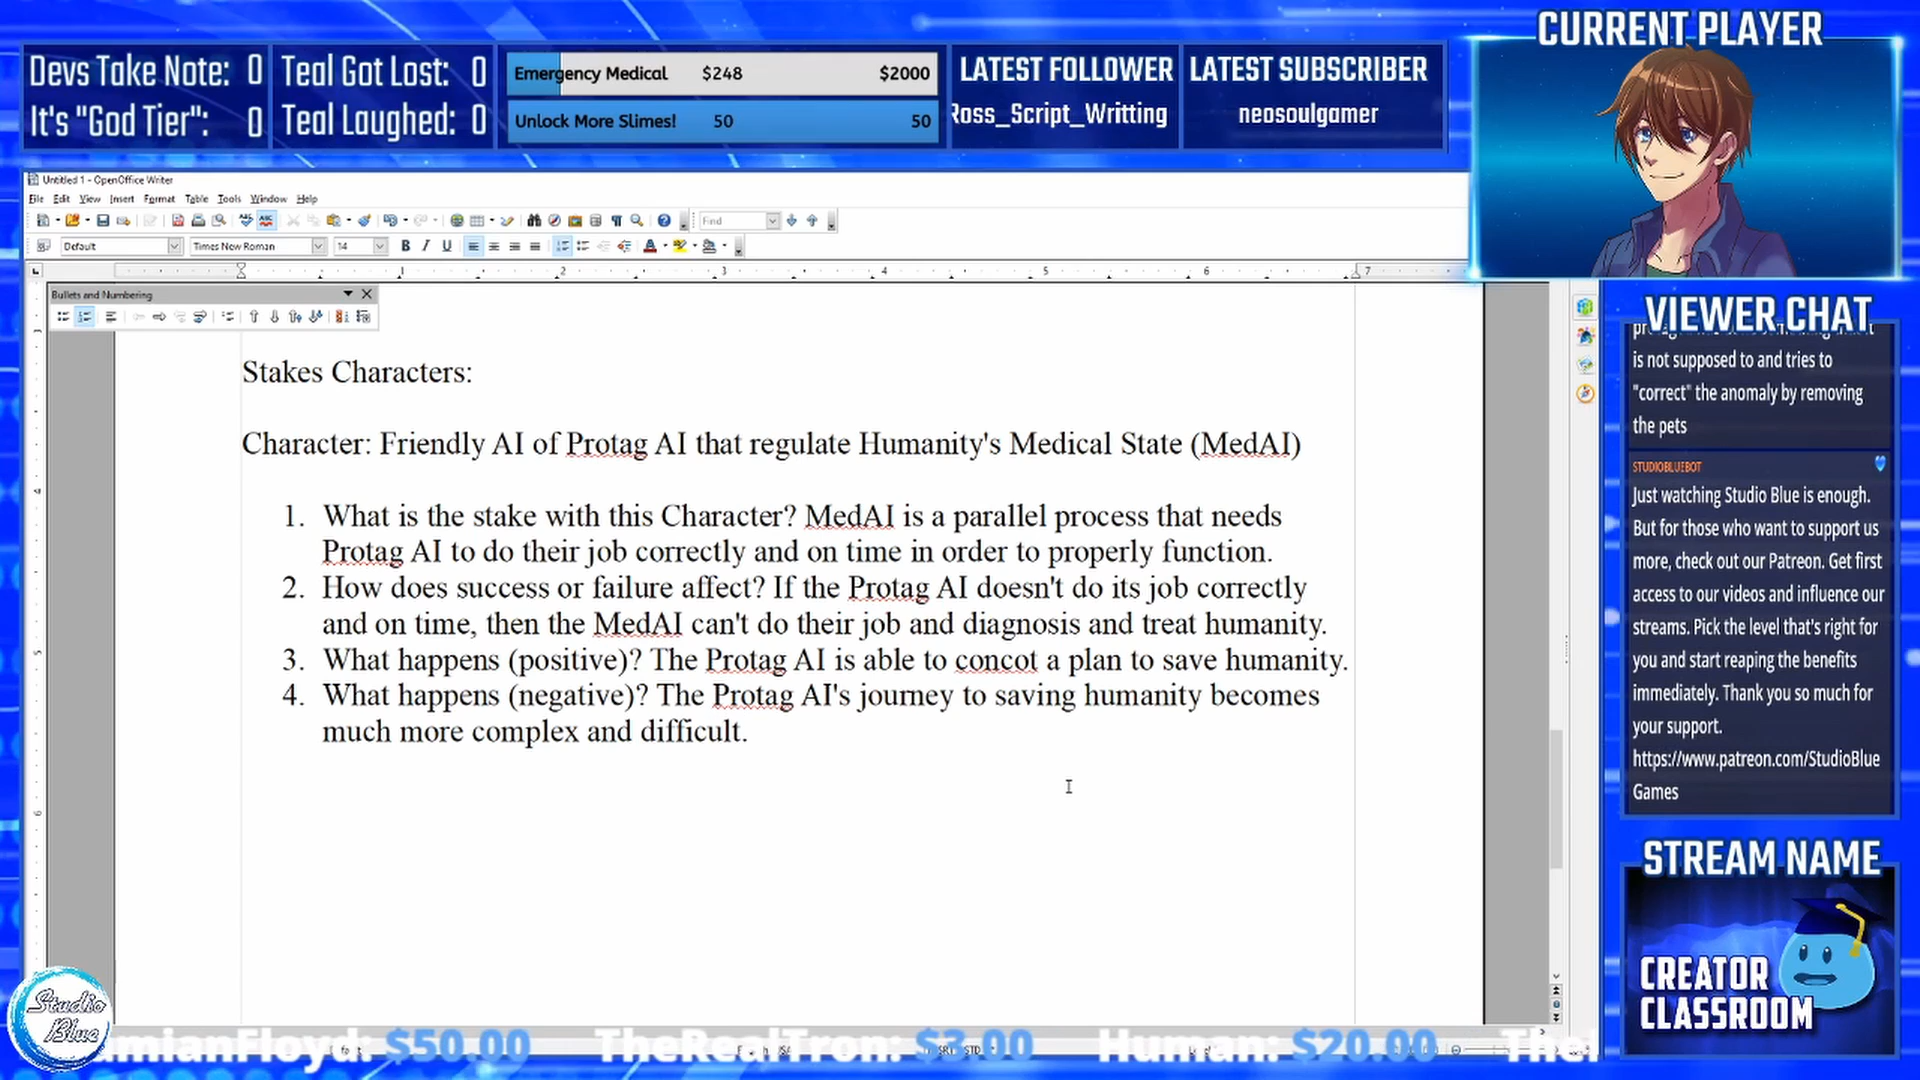 CURRENT PLAYER
Devs Take Note: 0
It's "God Tier": 0
Teal Got Lost: 0
Teal Laughed: 0
Emergency Medical $248 $2000
Unlock More Slimes! 50 50
LATEST FOLLOWER
Ross_Script_Writting
LATEST SUBSCRIBER
neosoulgamer
Untitled 1 - OpenOffice Writer
File Edit View Insert Format Table Tools Window Help
Find
Default Times New Roman 14 B I U
1 2 3 4 5 6 7
Bullets and Numbering
Stakes Characters:
Character: Friendly AI of Protag AI that regulate Humanity's Medical State (MedAI)
1. What is the stake with this Character? MedAI is a parallel process that needs
Protag AI to do their job correctly and on time in order to properly function.
2. How does success or failure affect? If the Protag AI doesn't do its job correctly
and on time, then the MedAI can't do their job and diagnosis and treat humanity.
3. What happens (positive)? The Protag AI is able to concot a plan to save humanity.
4. What happens (negative)? The Protag AI's journey to saving humanity becomes
much more complex and difficult.
VIEWER CHAT
is not supposed to and tries to
"correct" the anomaly by removing
the pets
STUDIOBLUEBOT
Just watching Studio Blue is enough.
But for those who want to support us
more, check out our Patreon. Get first
access to our videos and influence our
streams. Pick the level that's right for
you and start reaping the benefits
immediately. Thank you so much for
your support.
https://www.patreon.com/StudioBlue
Games
STREAM NAME
CREATOR
CLASSROOM
Studio
Blue
mianFloyd: $50.00 TheRealTron: $3.00 Human: $20.00